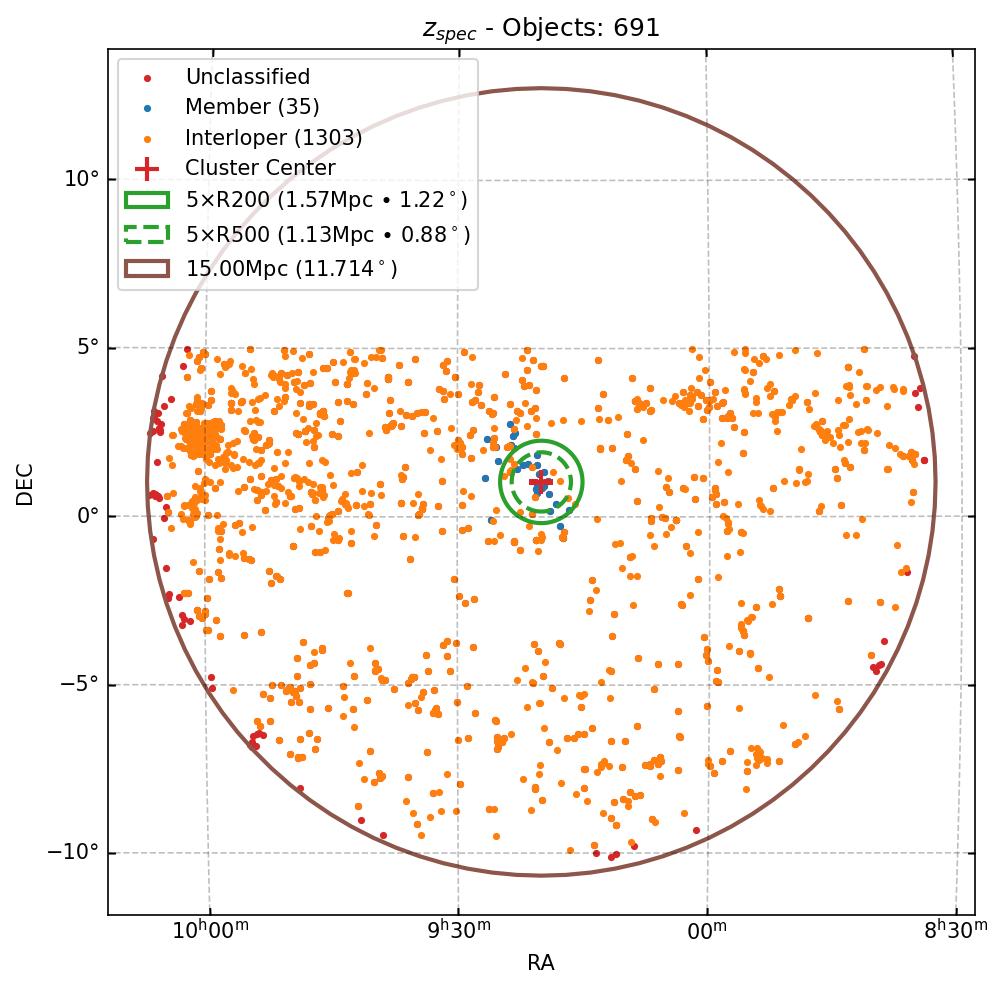 z_spec - Objects: 691
Unclassified
Member (35)
Interloper (1303)
Cluster Center
5×R200 (1.57Mpc • 1.22°)
5×R500 (1.13Mpc • 0.88°)
15.00Mpc (11.714°)
10°
5°
0°
−5°
−10°
DEC
10ʰ00ᵐ
9ʰ30ᵐ
00ᵐ
8ʰ30ᵐ
RA